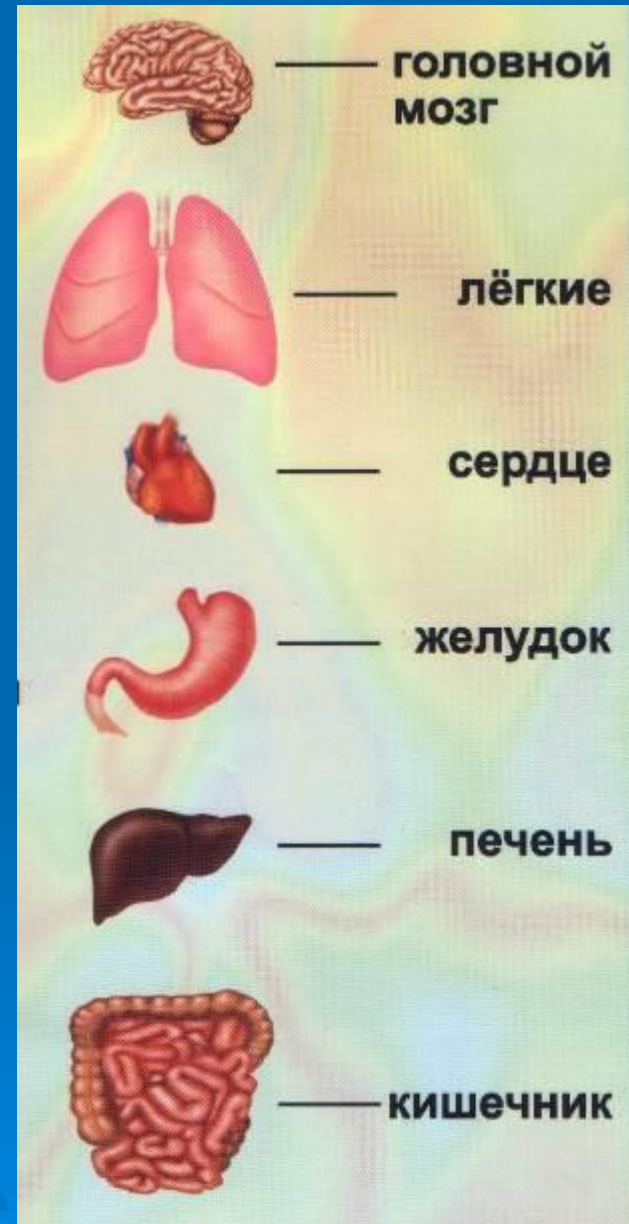 головной
мозг
лёгкие
сердце
желудок
печень
кишечник